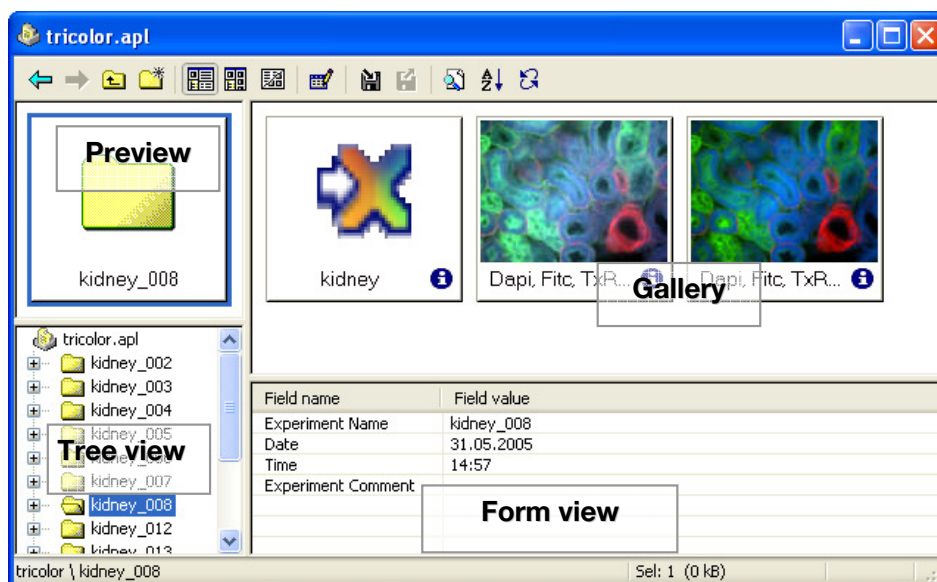 tricolor.apl
Preview
kidney_008
kidney
Dapi, Fitc, TxR...
Dapi, Fitc, TxR...
Gallery
tricolor.apl
kidney_002
kidney_003
kidney_004
kidney_005
kidney_006
kidney_007
kidney_008
kidney_012
kidney_013
Tree view
Field name Field value
Experiment Name kidney_008
Date 31.05.2005
Time 14:57
Experiment Comment
Form view
tricolor \ kidney_008
Sel: 1 (0 kB)